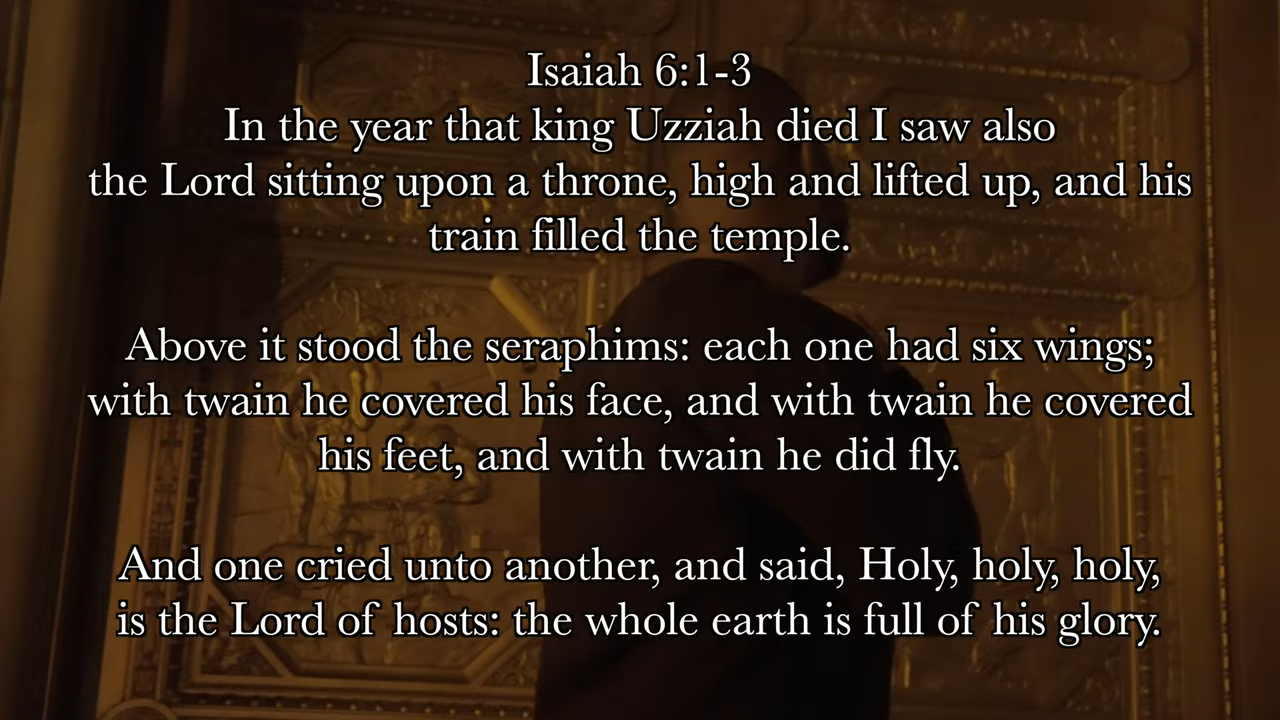 Isaiah 6:1-3
In the year that king Uzziah died I saw also
the Lord sitting upon a throne, high and lifted up, and his
train filled the temple.
Above it stood the seraphims: each one had six wings;
with twain he covered his face, and with twain he covered
his feet, and with twain he did fly.
And one cried unto another, and said, Holy, holy, holy,
is the Lord of hosts: the whole earth is full of his glory.